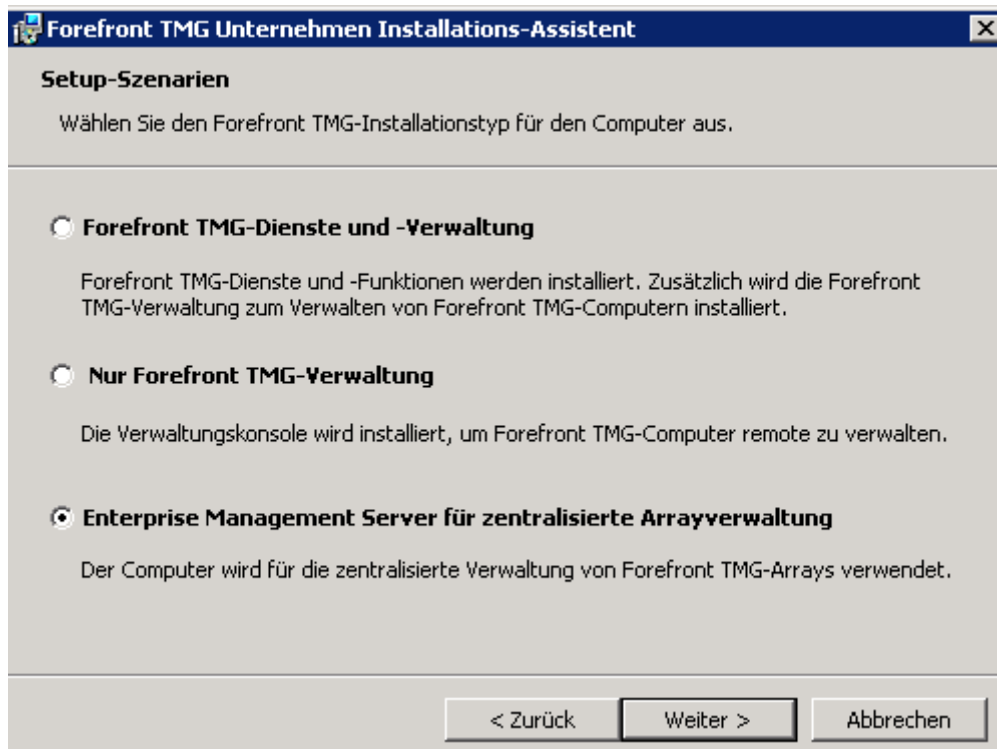 Forefront TMG Unternehmen Installations-Assistent
Setup-Szenarien
Wählen Sie den Forefront TMG-Installationstyp für den Computer aus.
Forefront TMG-Dienste und -Verwaltung
Forefront TMG-Dienste und -Funktionen werden installiert. Zusätzlich wird die Forefront
TMG-Verwaltung zum Verwalten von Forefront TMG-Computern installiert.
Nur Forefront TMG-Verwaltung
Die Verwaltungskonsole wird installiert, um Forefront TMG-Computer remote zu verwalten.
Enterprise Management Server für zentralisierte Arrayverwaltung
Der Computer wird für die zentralisierte Verwaltung von Forefront TMG-Arrays verwendet.
< Zurück Weiter > Abbrechen